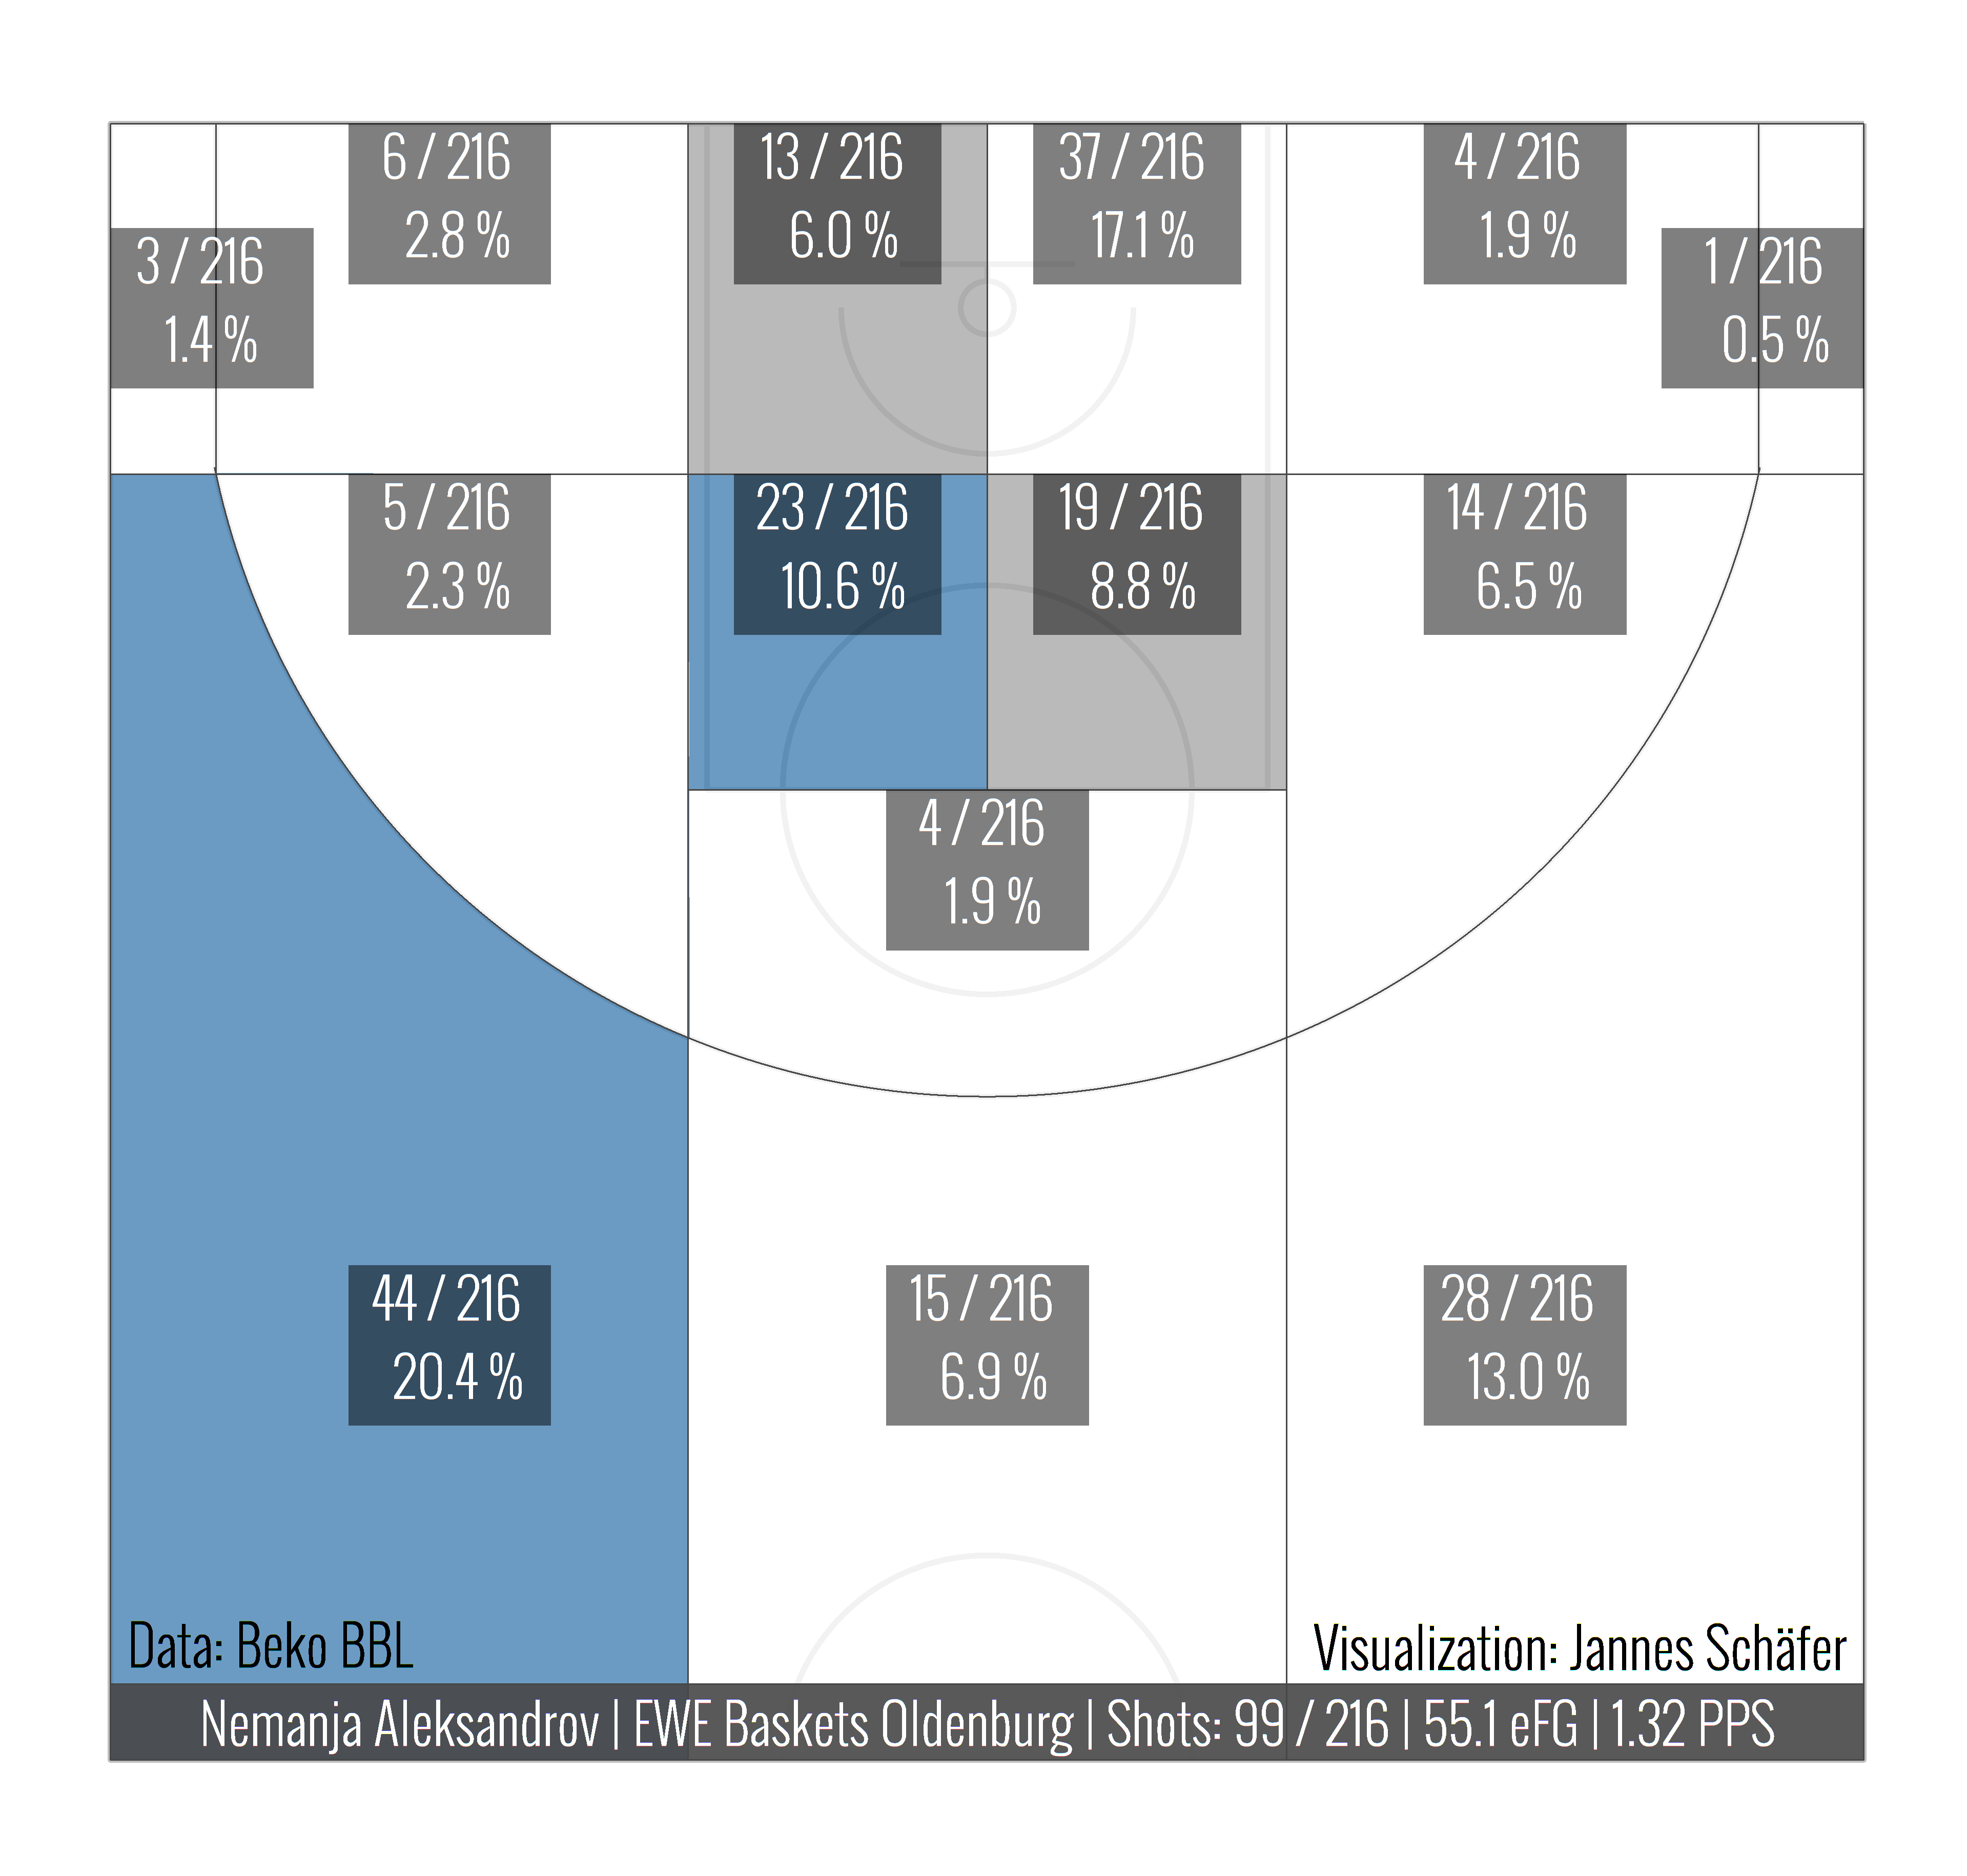 6 / 216
2.8 %
13 / 216
6.0 %
37 / 216
17.1 %
4 / 216
1.9 %
3 / 216
1.4 %
1 / 216
0.5 %
5 / 216
2.3 %
23 / 216
10.6 %
19 / 216
8.8 %
14 / 216
6.5 %
4 / 216
1.9 %
44 / 216
20.4 %
15 / 216
6.9 %
28 / 216
13.0 %
Data: Beko BBL
Visualization: Jannes Schäfer
Nemanja Aleksandrov | EWE Baskets Oldenburg | Shots: 99 / 216 | 55.1 eFG | 1.32 PPS